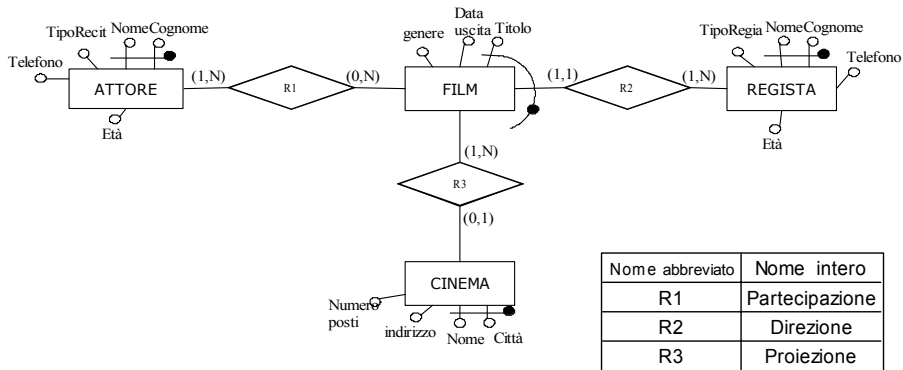 Data
TipoRecit NomeCognome genere uscita Titolo TipoRegia NomeCognome
Telefono Telefono
(1,N) (0,N) (1,1) (1,N)
ATTORE R1 FILM R2 REGISTA
Età Età
(1,N)
R3
(0,1)
CINEMA
Numero
posti
indirizzo Nome Città
Nome abbreviato Nome intero
R1 Partecipazione
R2 Direzione
R3 Proiezione